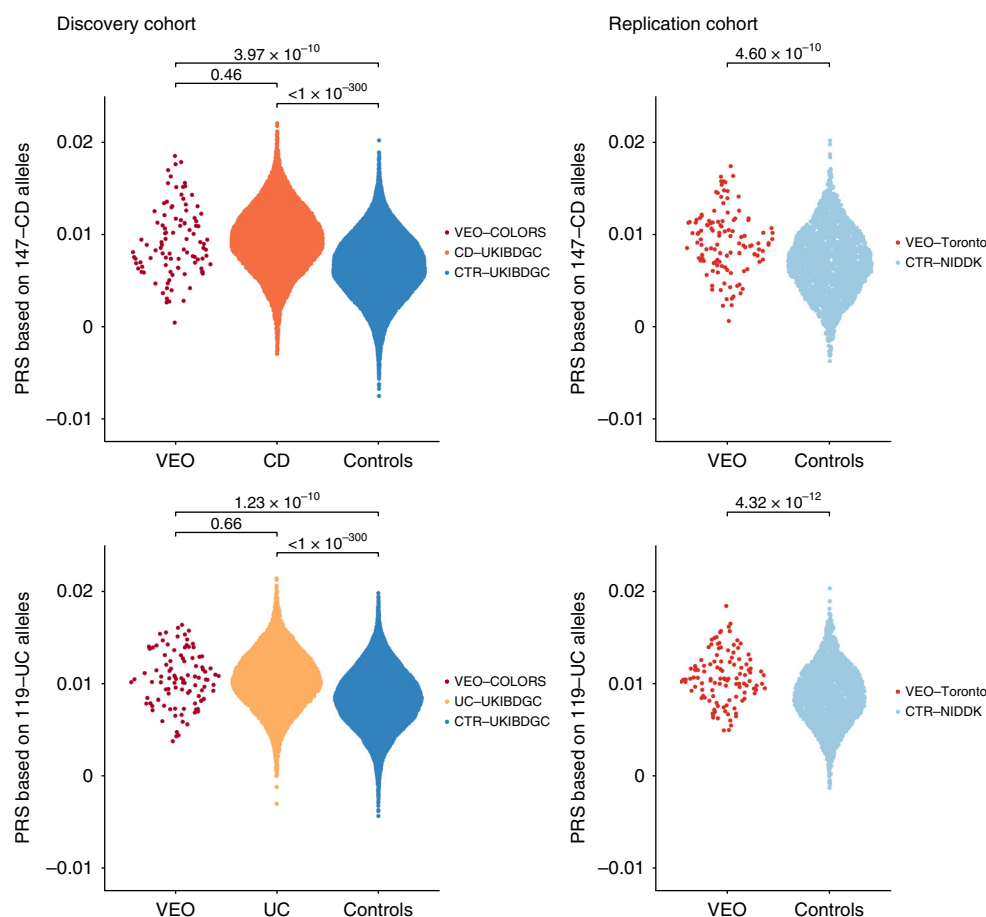 Discovery cohort
3.97 × 10⁻¹⁰
0.46
<1 × 10⁻³⁰⁰
PRS based on 147–CD alleles
0.02
0.01
0
–0.01
VEO
CD
Controls
VEO–COLORS
CD–UKIBDGC
CTR–UKIBDGC
Replication cohort
4.60 × 10⁻¹⁰
PRS based on 147–CD alleles
0.02
0.01
0
–0.01
VEO
Controls
VEO–Toronto
CTR–NIDDK
1.23 × 10⁻¹⁰
0.66
<1 × 10⁻³⁰⁰
PRS based on 119–UC alleles
0.02
0.01
0
–0.01
VEO
UC
Controls
VEO–COLORS
UC–UKIBDGC
CTR–UKIBDGC
4.32 × 10⁻¹²
PRS based on 119–UC alleles
0.02
0.01
0
–0.01
VEO
Controls
VEO–Toronto
CTR–NIDDK